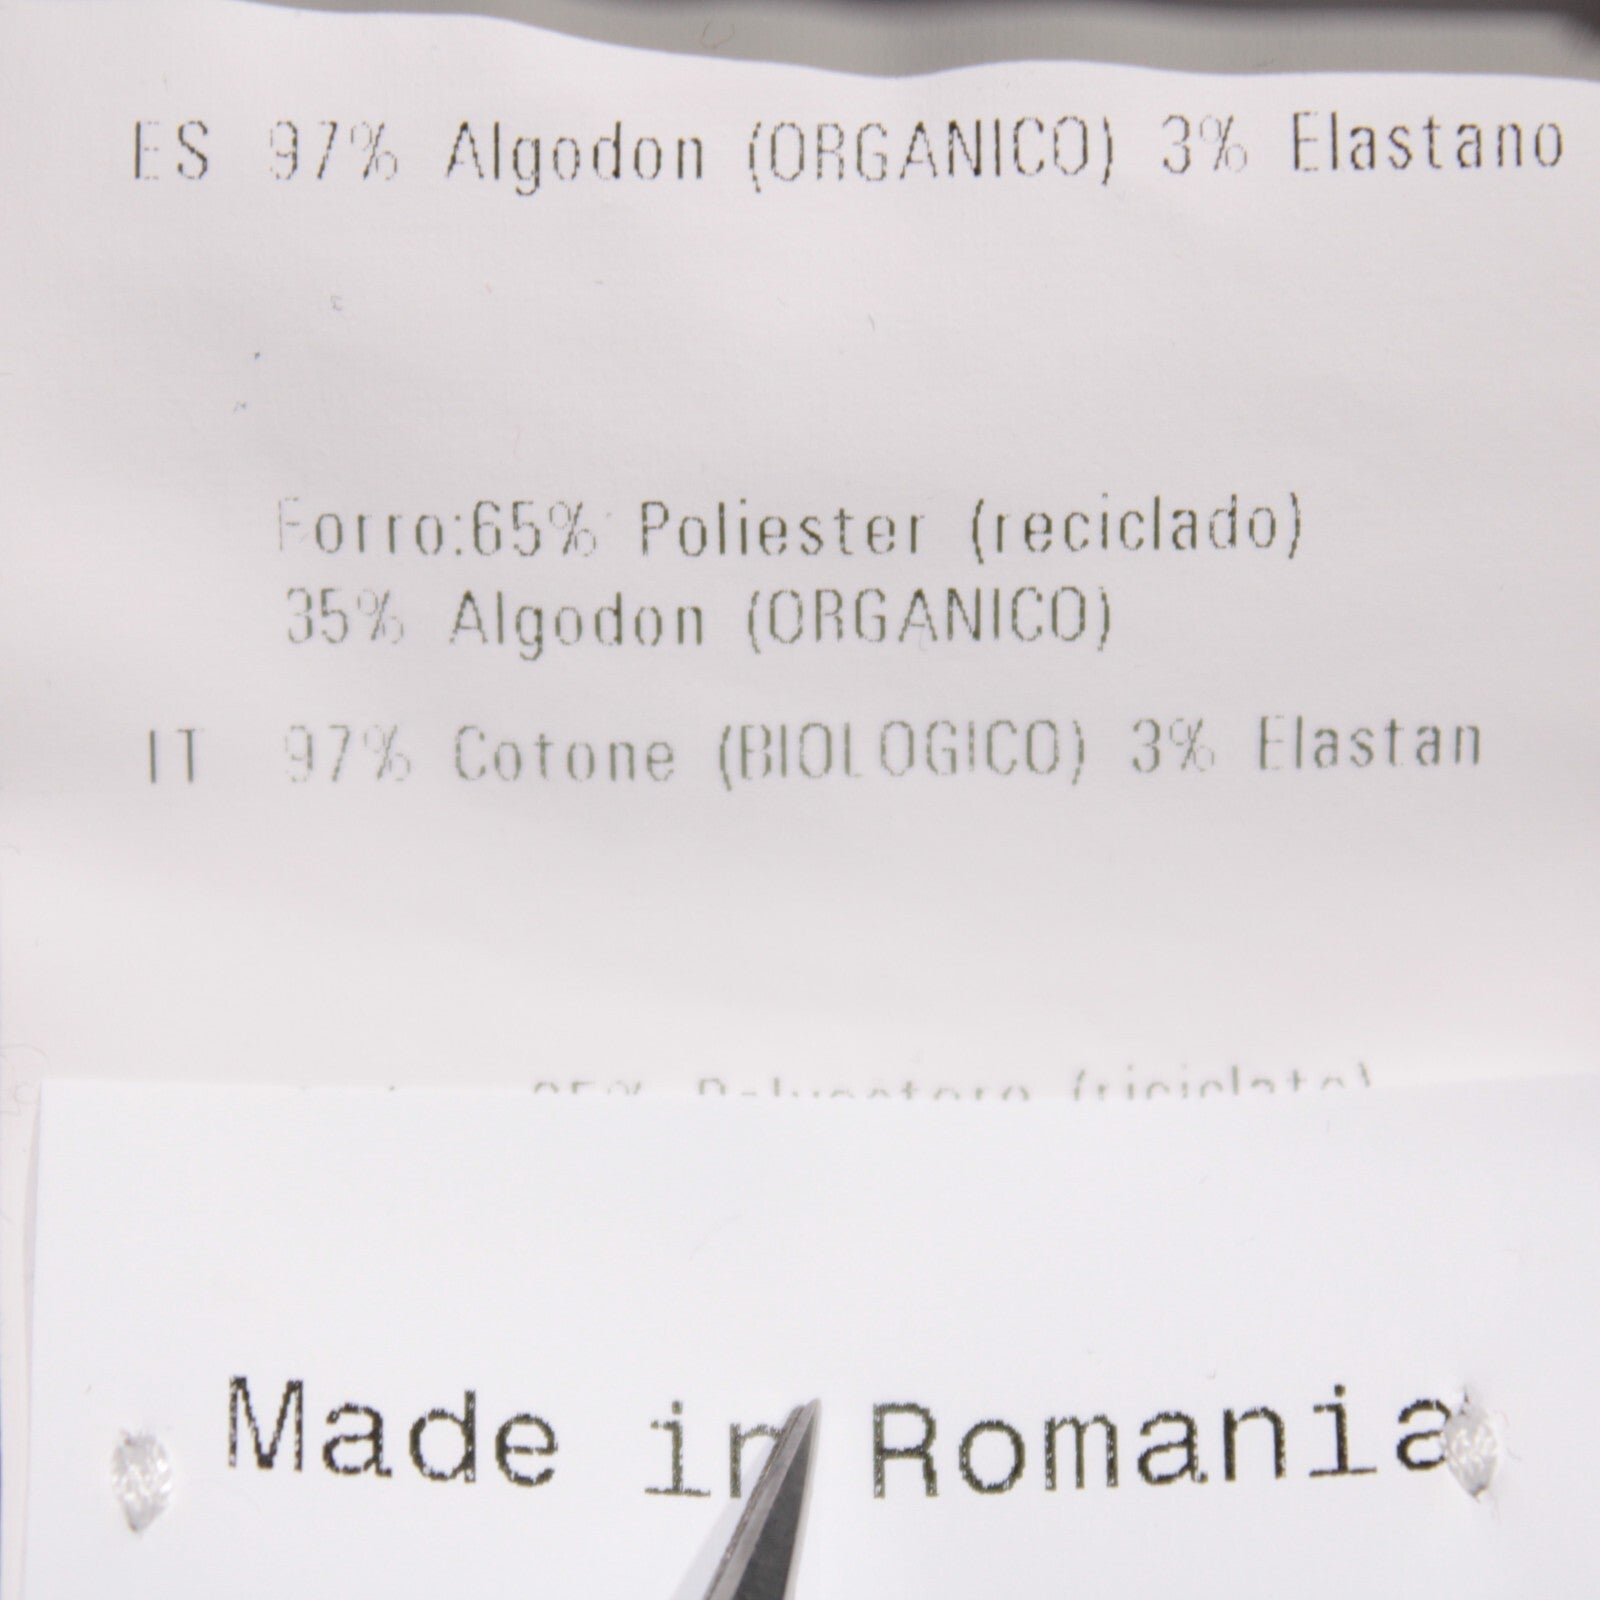 ES 97% Algodon (ORGANICO) 3% Elastano
Forro:65% Poliester (reciclado)
35% Algodon (ORGANICO)
IT 97% Cotone (BIOLOGICO) 3% Elastan
(riciclato)
Made in Romania